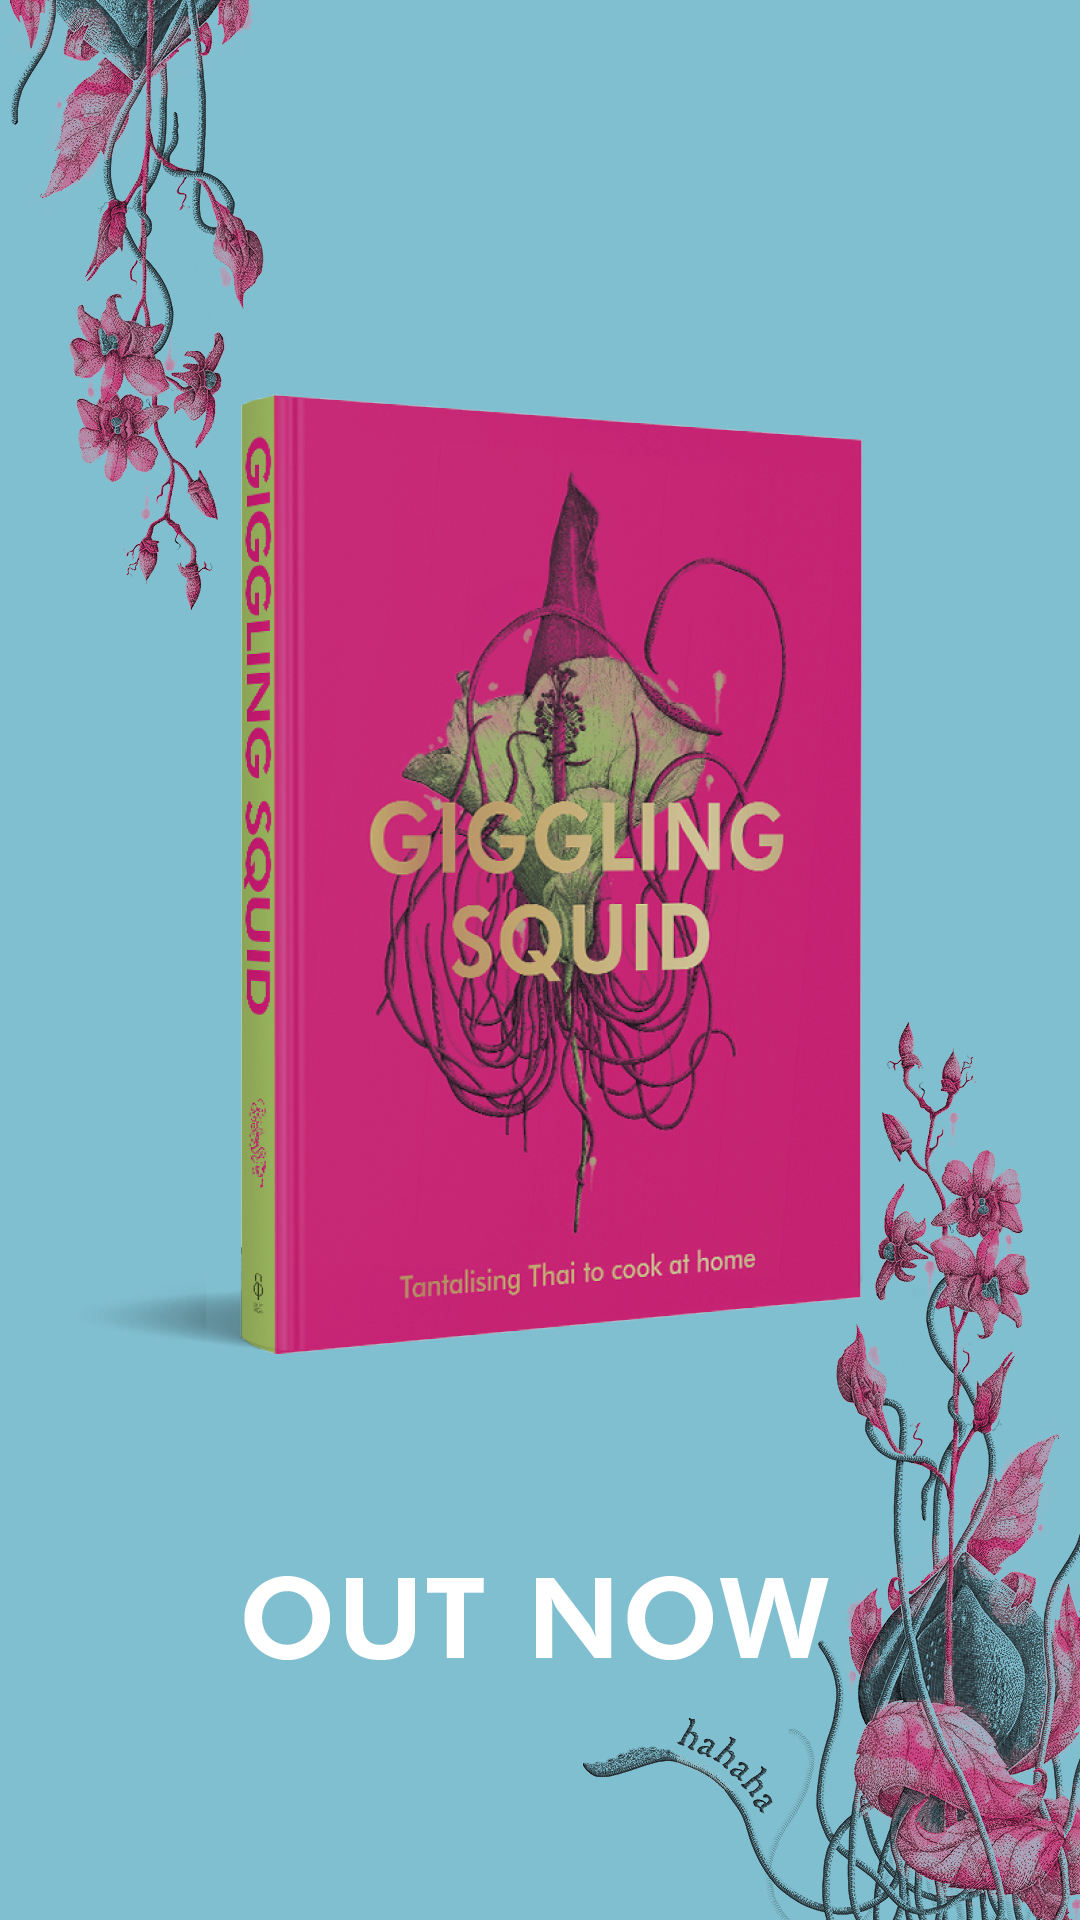 GIGGLING SQUID
GIGGLING
SQUID
Tantalising Thai to cook at home
OUT NOW
hahaha